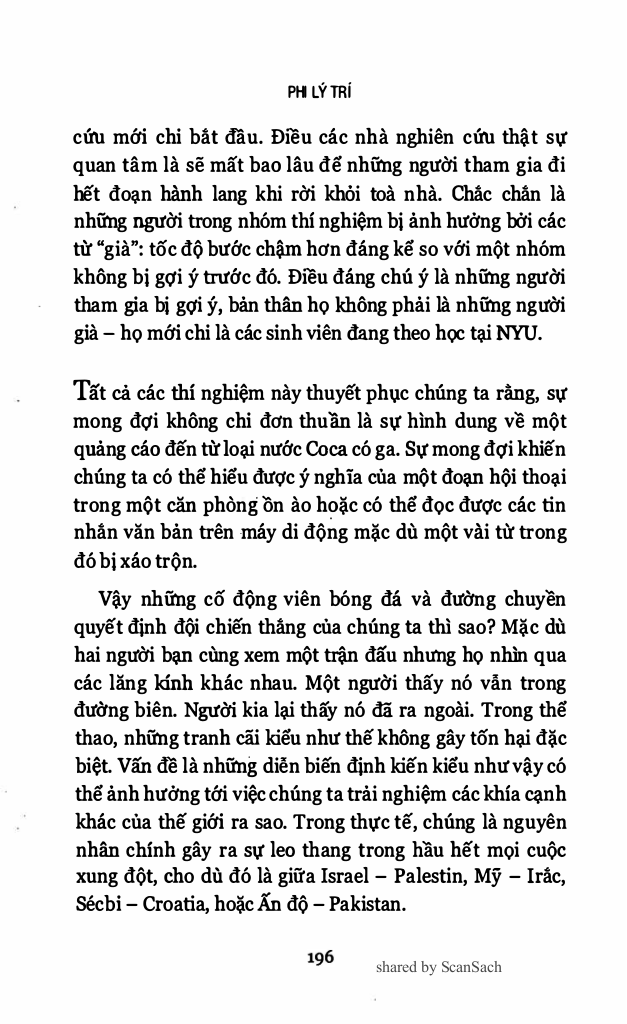 PHI LÝ TRÍ
cứu mới chỉ bắt đầu. Điều các nhà nghiên cứu thật sự
quan tâm là sẽ mất bao lâu để những người tham gia đi
hết đoạn hành lang khi rời khỏi toà nhà. Chắc chắn là
những người trong nhóm thí nghiệm bị ảnh hưởng bởi các
từ “già”: tốc độ bước chậm hơn đáng kể so với một nhóm
không bị gợi ý trước đó. Điều đáng chú ý là những người
tham gia bị gợi ý, bản thân họ không phải là những người
già – họ mới chỉ là các sinh viên đang theo học tại NYU.
Tất cả các thí nghiệm này thuyết phục chúng ta rằng, sự
mong đợi không chỉ đơn thuần là sự hình dung về một
quảng cáo đến từ loại nước Coca có ga. Sự mong đợi khiến
chúng ta có thể hiểu được ý nghĩa của một đoạn hội thoại
trong một căn phòng ồn ào hoặc có thể đọc được các tin
nhắn văn bản trên máy di động mặc dù một vài từ trong
đó bị xáo trộn.
Vậy những cổ động viên bóng đá và đường chuyền
quyết định đội chiến thắng của chúng ta thì sao? Mặc dù
hai người bạn cùng xem một trận đấu nhưng họ nhìn qua
các lăng kính khác nhau. Một người thấy nó vẫn trong
đường biên. Người kia lại thấy nó đã ra ngoài. Trong thể
thao, những tranh cãi kiểu như thế không gây tổn hại đặc
biệt. Vấn đề là những diễn biến định kiến kiểu như vậy có
thể ảnh hưởng tới việc chúng ta trải nghiệm các khía cạnh
khác của thế giới ra sao. Trong thực tế, chúng là nguyên
nhân chính gây ra sự leo thang trong hầu hết mọi cuộc
xung đột, cho dù đó là giữa Israel – Palestin, Mỹ – Irắc,
Sécbi – Croatia, hoặc Ấn độ – Pakistan.
196
shared by ScanSach